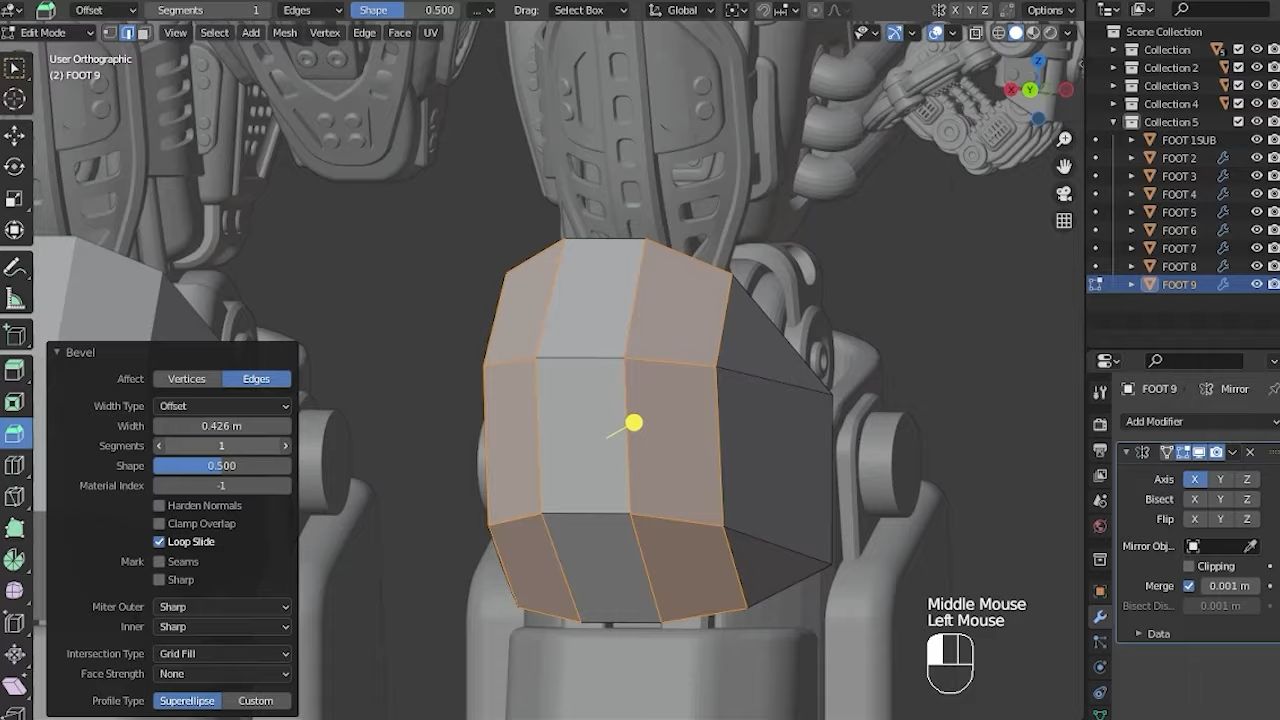 Offset Segments 1 Edges Shape 0.500 ... Drag: Select Box Global X Y Z Options
Edit Mode View Select Add Mesh Vertex Edge Face UV
User Orthographic
(2) FOOT 9
Z
X Y
Scene Collection
Collection 5
Collection 2
Collection 3
Collection 4
Collection 5
FOOT 1SUB
FOOT 2
FOOT 3
FOOT 4
FOOT 5
FOOT 6
FOOT 7
FOOT 8
FOOT 9
Bevel
Affect Vertices Edges
Width Type Offset
Width 0.426 m
Segments 1
Shape 0.500
Material Index -1
Harden Normals
Clamp Overlap
Loop Slide
Mark Seams
Sharp
Miter Outer Sharp
Inner Sharp
Intersection Type Grid Fill
Face Strength None
Profile Type Superellipse Custom
Middle Mouse
Left Mouse
FOOT 9 Mirror
Add Modifier
Axis X Y Z
Bisect X Y Z
Flip X Y Z
Mirror Obj...
Clipping
Merge 0.001 m
Bisect Dis... 0.001 m
Data